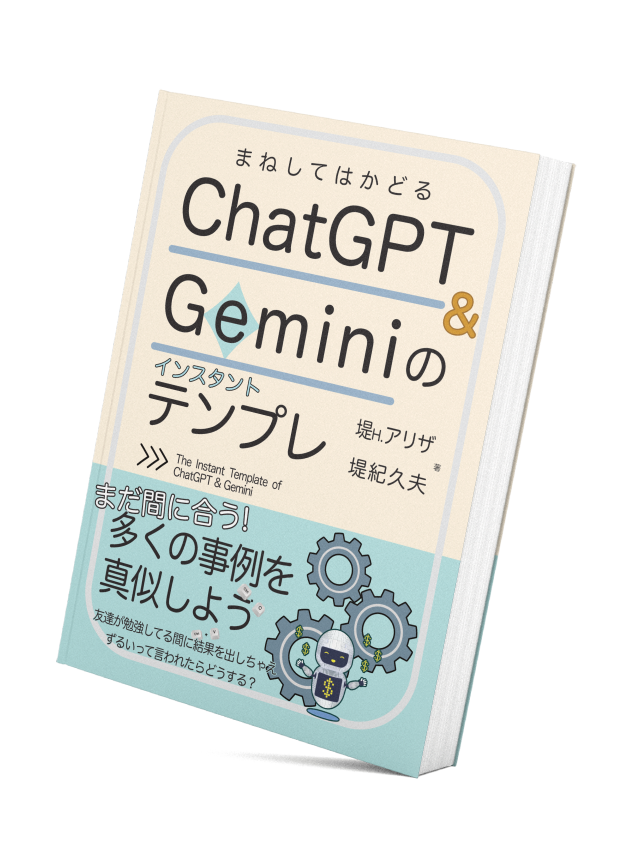 まねしてはかどる
ChatGPT
&
Geminiの
インスタント
テンプレ
堤H.アリザ
堤紀久夫 著
The Instant Template of
ChatGPT & Gemini
まだ間に合う!
多くの事例を
真似しよう
友達が勉強してる間に結果を出しちゃえ
ずるいって言われたらどうする?